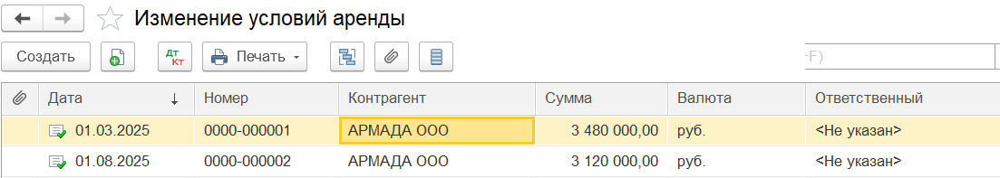 Изменение условий аренды
Создать Дт Кт Печать +F)
Дата ↓ Номер Контрагент Сумма Валюта Ответственный
01.03.2025 0000-000001 АРМАДА ООО 3 480 000,00 руб. <Не указан>
01.08.2025 0000-000002 АРМАДА ООО 3 120 000,00 руб. <Не указан>